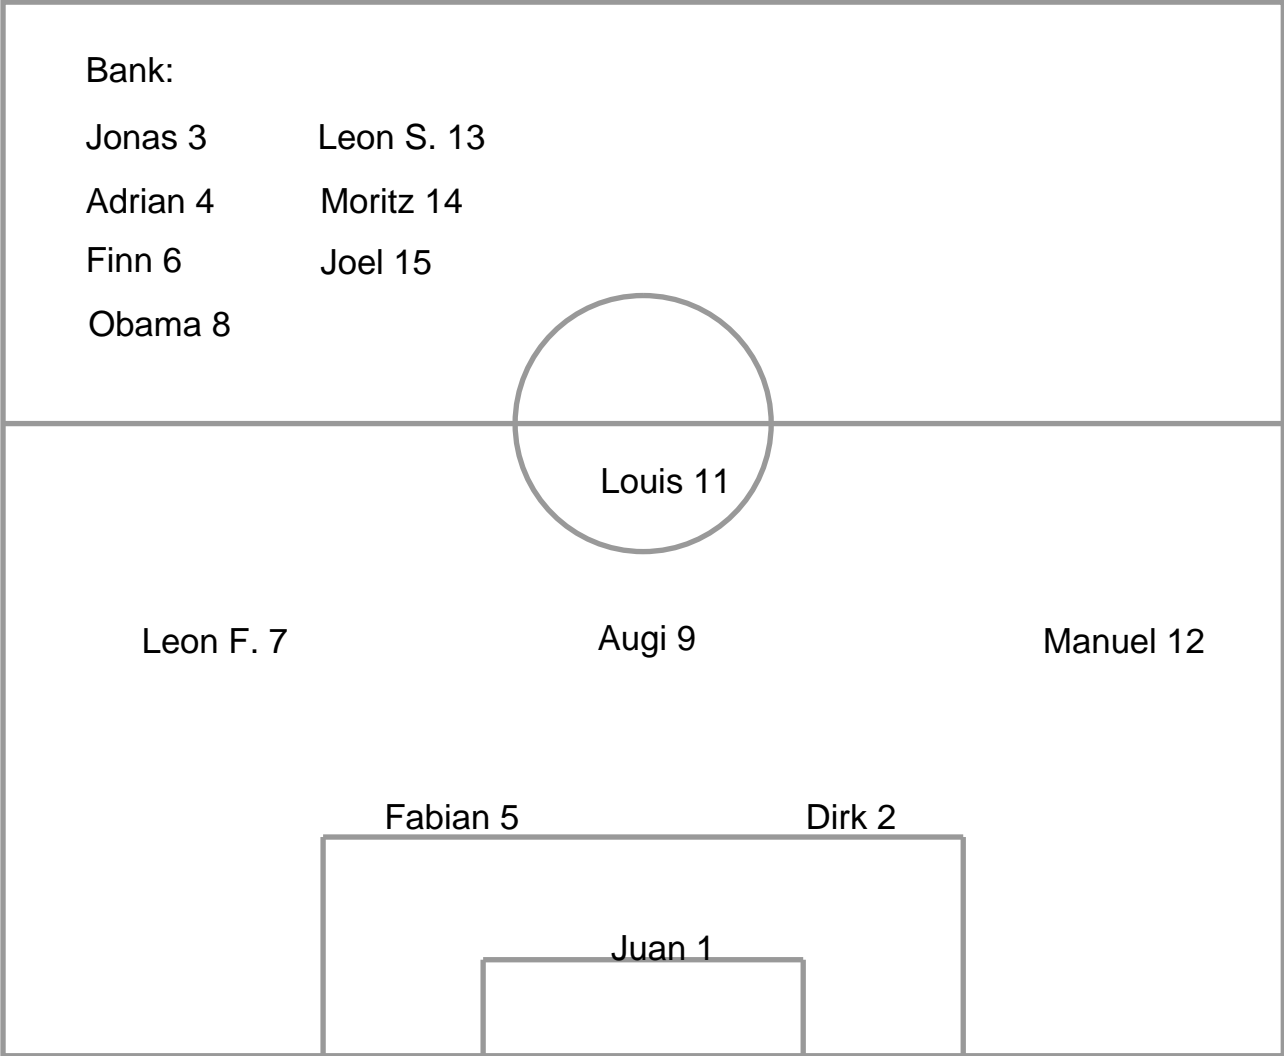 Bank:
Jonas 3 Leon S. 13
Adrian 4 Moritz 14
Finn 6 Joel 15
Obama 8
Louis 11
Leon F. 7 Augi 9 Manuel 12
Fabian 5 Dirk 2
Juan 1